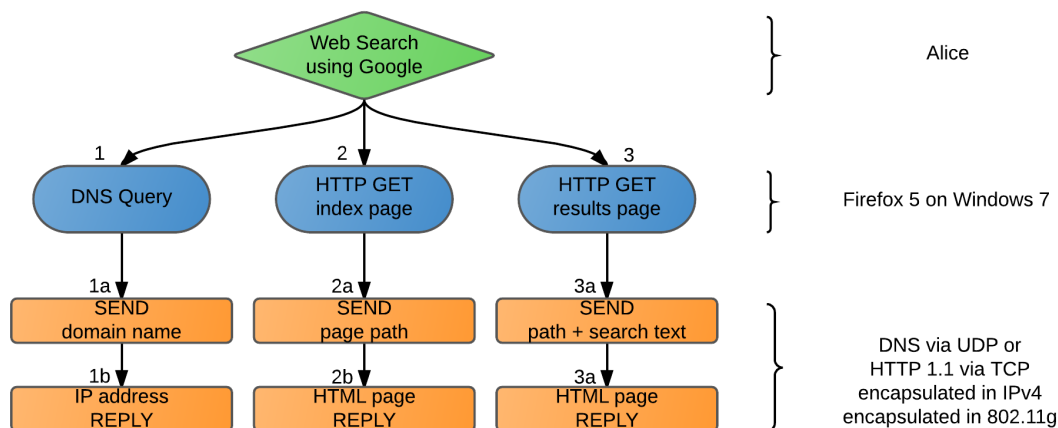 Web Search
using Google
Alice
1
2
3
DNS Query
HTTP GET
index page
HTTP GET
results page
Firefox 5 on Windows 7
1a
2a
3a
SEND
domain name
SEND
page path
SEND
path + search text
1b
2b
3a
IP address
REPLY
HTML page
REPLY
HTML page
REPLY
DNS via UDP or
HTTP 1.1 via TCP
encapsulated in IPv4
encapsulated in 802.11g